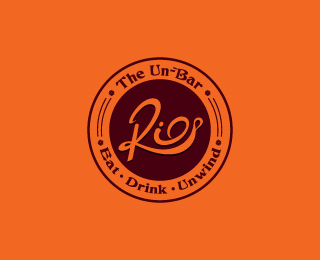 The Un-Bar
Rio
Eat · Drink · Unwind